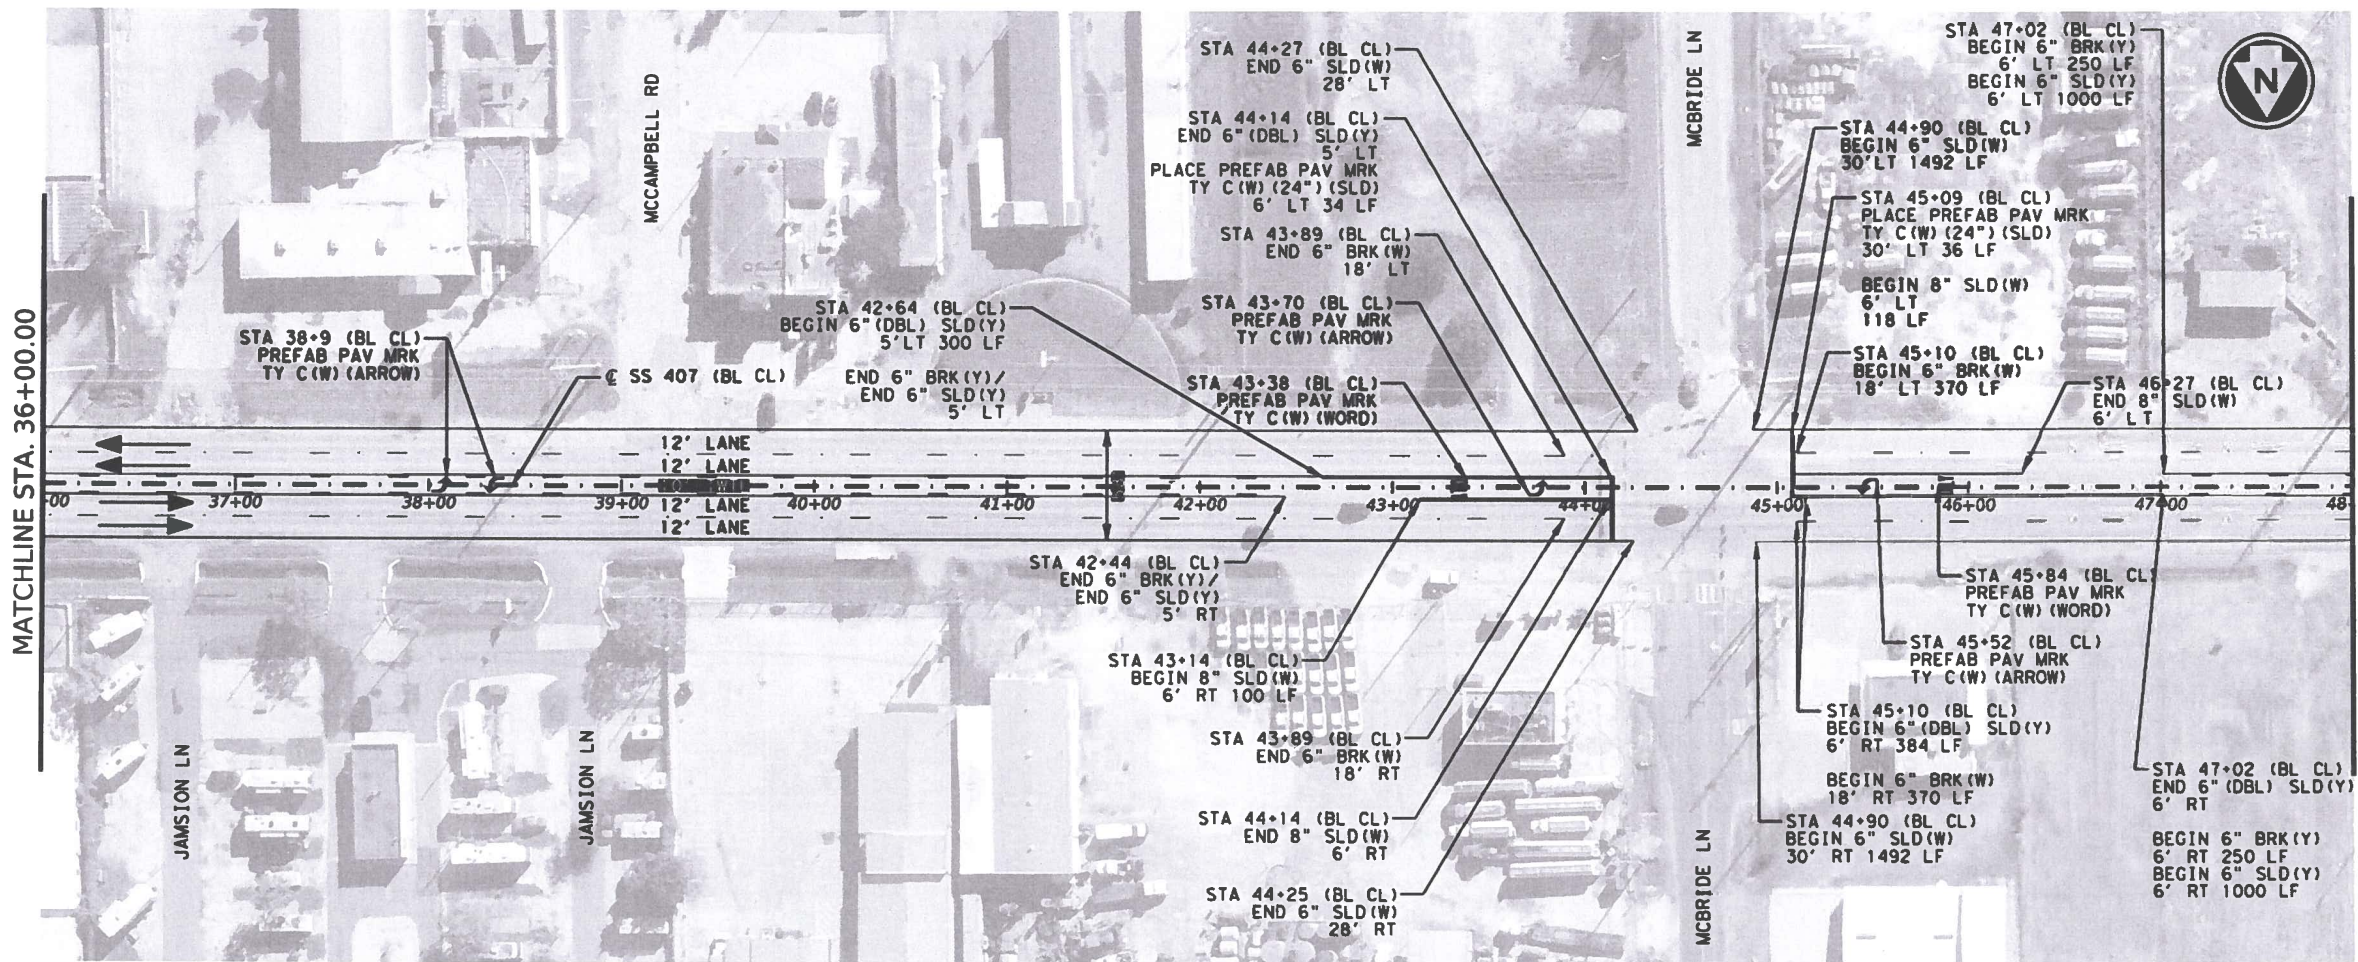 MATCHLINE STA. 36+00.00
MCCAMPBELL RD
MCBRIDE LN
N
STA 38+9 (BL CL)
PREFAB PAV MRK
TY C(W) (ARROW)
℄ SS 407 (BL CL)
STA 42+64 (BL CL)
BEGIN 6"(DBL) SLD(Y)
5'LT 300 LF
END 6" BRK(Y)/
END 6" SLD(Y)
5' LT
STA 44+27 (BL CL)
END 6" SLD(W)
28' LT
STA 44+14 (BL CL)
END 6"(DBL) SLD(Y)
5' LT
PLACE PREFAB PAV MRK
TY C(W)(24")(SLD)
6' LT 34 LF
STA 43+89 (BL CL)
END 6" BRK(W)
18' LT
STA 43+70 (BL CL)
PREFAB PAV MRK
TY C(W)(ARROW)
STA 43+38 (BL CL)
PREFAB PAV MRK
TY C(W)(WORD)
STA 47+02 (BL CL)
BEGIN 6" BRK(Y)
6' LT 250 LF
BEGIN 6" SLD(Y)
6' LT 1000 LF
STA 44+90 (BL CL)
BEGIN 6" SLD(W)
30'LT 1492 LF
STA 45+09 (BL CL)
PLACE PREFAB PAV MRK
TY C(W)(24")(SLD)
30' LT 36 LF
BEGIN 8" SLD(W)
6' LT
118 LF
STA 45+10 (BL CL)
BEGIN 6" BRK(W)
18' LT 370 LF
STA 46+27 (BL CL)
END 8" SLD(W)
6' LT
12' LANE
12' LANE
12' LANE
12' LANE
00
37+00
38+00
39+00
40+00
41+00
42+00
43+00
44+00
45+00
46+00
47+00
48
STA 42+44 (BL CL)
END 6" BRK(Y)/
END 6" SLD(Y)
5' RT
STA 43+14 (BL CL)
BEGIN 8" SLD(W)
6' RT 100 LF
STA 43+89 (BL CL)
END 6" BRK(W)
18' RT
STA 44+14 (BL CL)
END 8" SLD(W)
6' RT
STA 44+25 (BL CL)
END 6" SLD(W)
28' RT
STA 45+84 (BL CL)
PREFAB PAV MRK
TY C(W)(WORD)
STA 45+52 (BL CL)
PREFAB PAV MRK
TY C(W)(ARROW)
STA 45+10 (BL CL)
BEGIN 6"(DBL) SLD(Y)
6' RT 384 LF
BEGIN 6" BRK(W)
18' RT 370 LF
STA 44+90 (BL CL)
BEGIN 6" SLD(W)
30' RT 1492 LF
STA 47+02 (BL CL)
END 6"(DBL) SLD(Y)
6' RT
BEGIN 6" BRK(Y)
6' RT 250 LF
BEGIN 6" SLD(Y)
6' RT 1000 LF
JAMSION LN
JAMSION LN
MCBRIDE LN